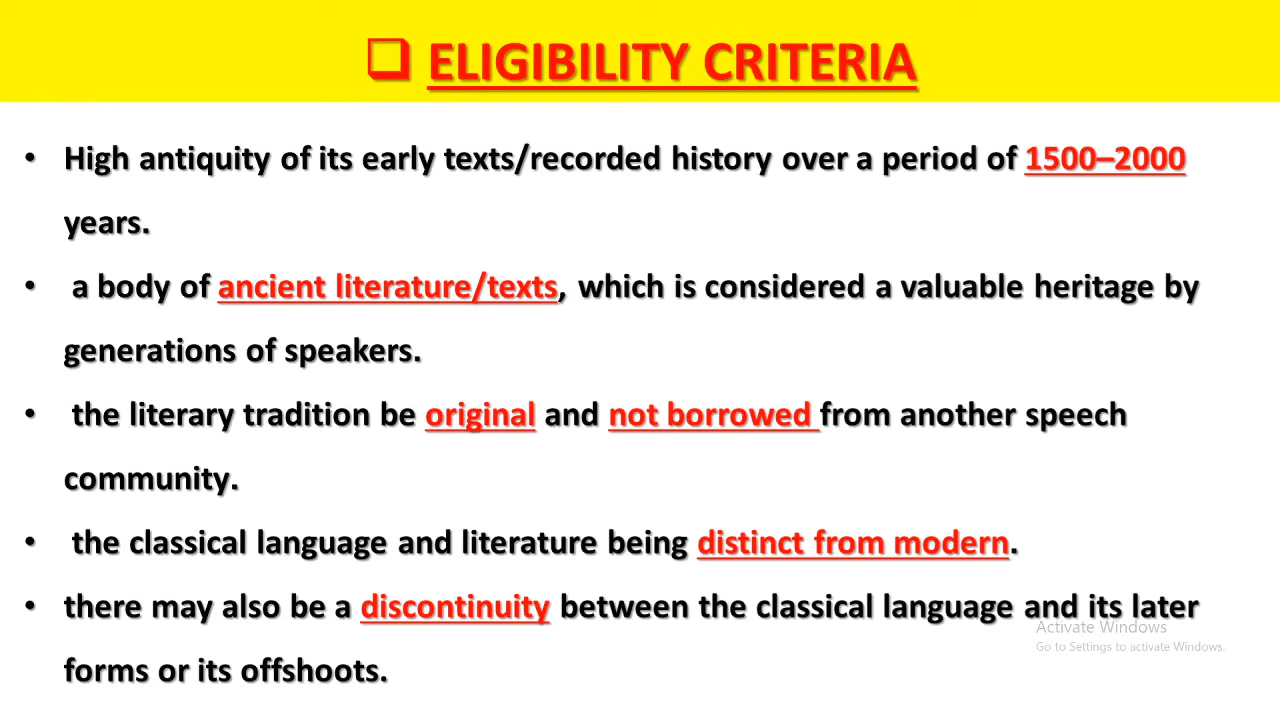 ❑ ELIGIBILITY CRITERIA
• High antiquity of its early texts/recorded history over a period of 1500–2000
years.
• a body of ancient literature/texts, which is considered a valuable heritage by
generations of speakers.
• the literary tradition be original and not borrowed from another speech
community.
• the classical language and literature being distinct from modern.
• there may also be a discontinuity between the classical language and its later
Activate Windows
Go to Settings to activate Windows.
forms or its offshoots.